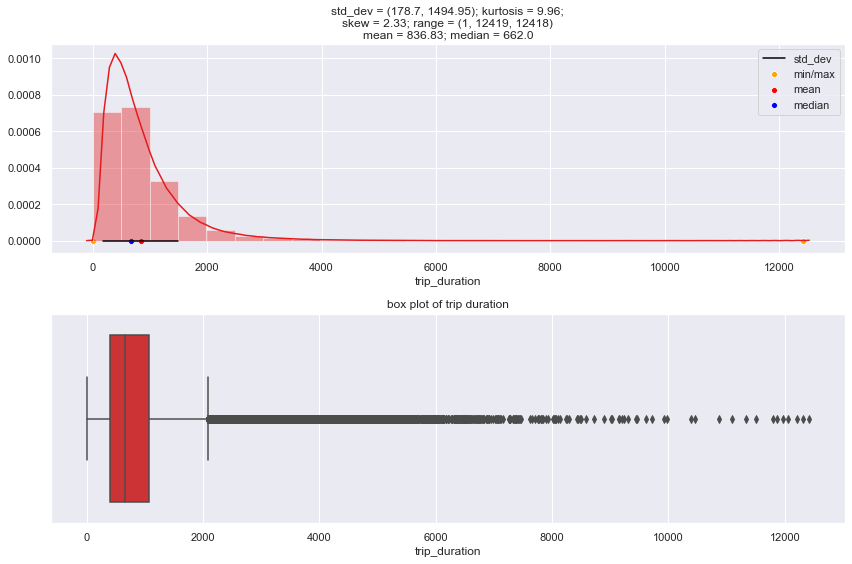 std_dev = (178.7, 1494.95); kurtosis = 9.96;
skew = 2.33; range = (1, 12419, 12418)
mean = 836.83; median = 662.0
std_dev
min/max
mean
median
0.0010
0.0008
0.0006
0.0004
0.0002
0.0000
0 2000 4000 6000 8000 10000 12000
trip_duration
box plot of trip duration
0 2000 4000 6000 8000 10000 12000
trip_duration